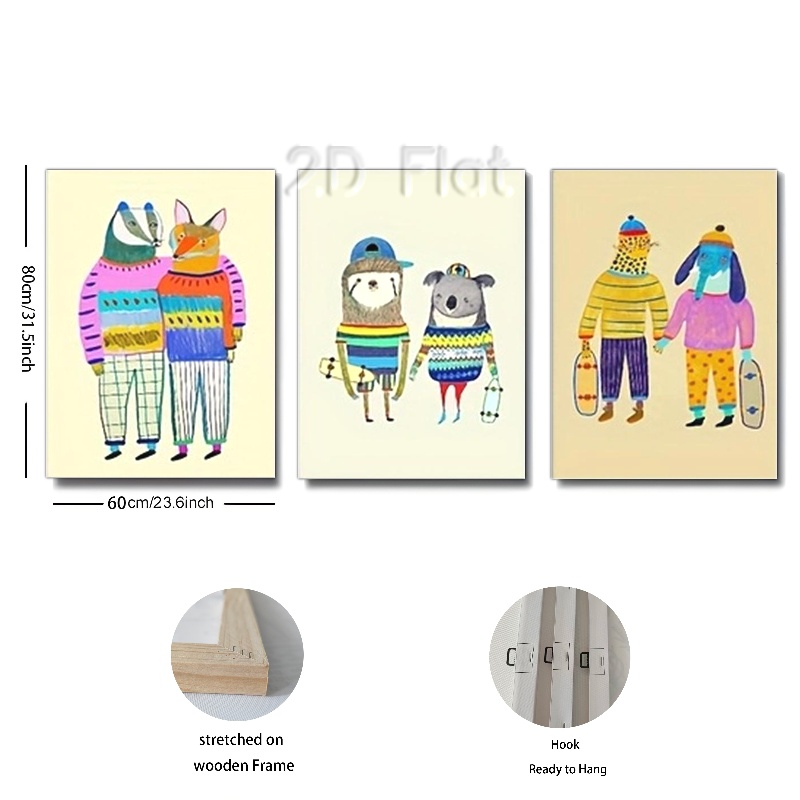 2D Flat
80cm/31.5inch
60cm/23.6inch
stretched on
wooden Frame
Hook
Ready to Hang